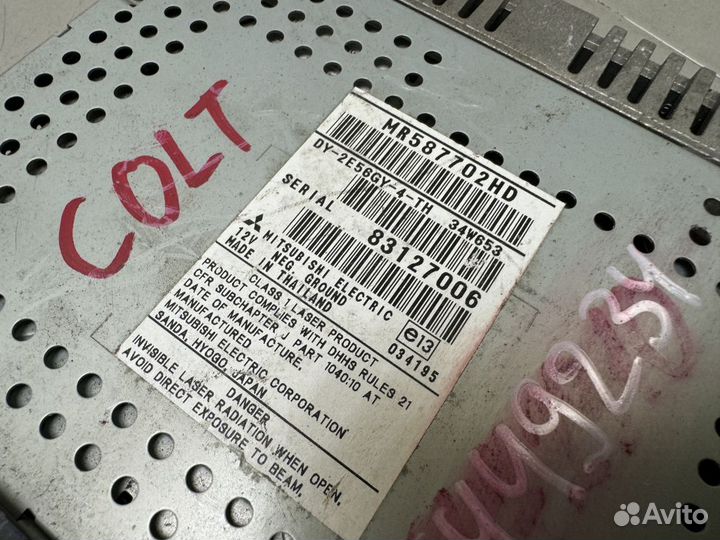 COLT
MR587702HD
DY-2E56GY-4-TH 34W653
SERIAL
83127006
MITSUBISHI ELECTRIC
12V NEG. GROUND
MADE IN THAILAND
e13
034195
CLASS 1 LASER PRODUCT
PRODUCT COMPLIES WITH DHHS RULES 21
CFR SUBCHAPTER J PART 1040:10 AT
DATE OF MANUFACTURE.
MANUFACTURED
MITSUBISHI ELECTRIC CORPORATION
SANDA, HYOGO, JAPAN
DANGER
INVISIBLE LASER RADIATION WHEN OPEN.
AVOID DIRECT EXPOSURE TO BEAM.
Avito